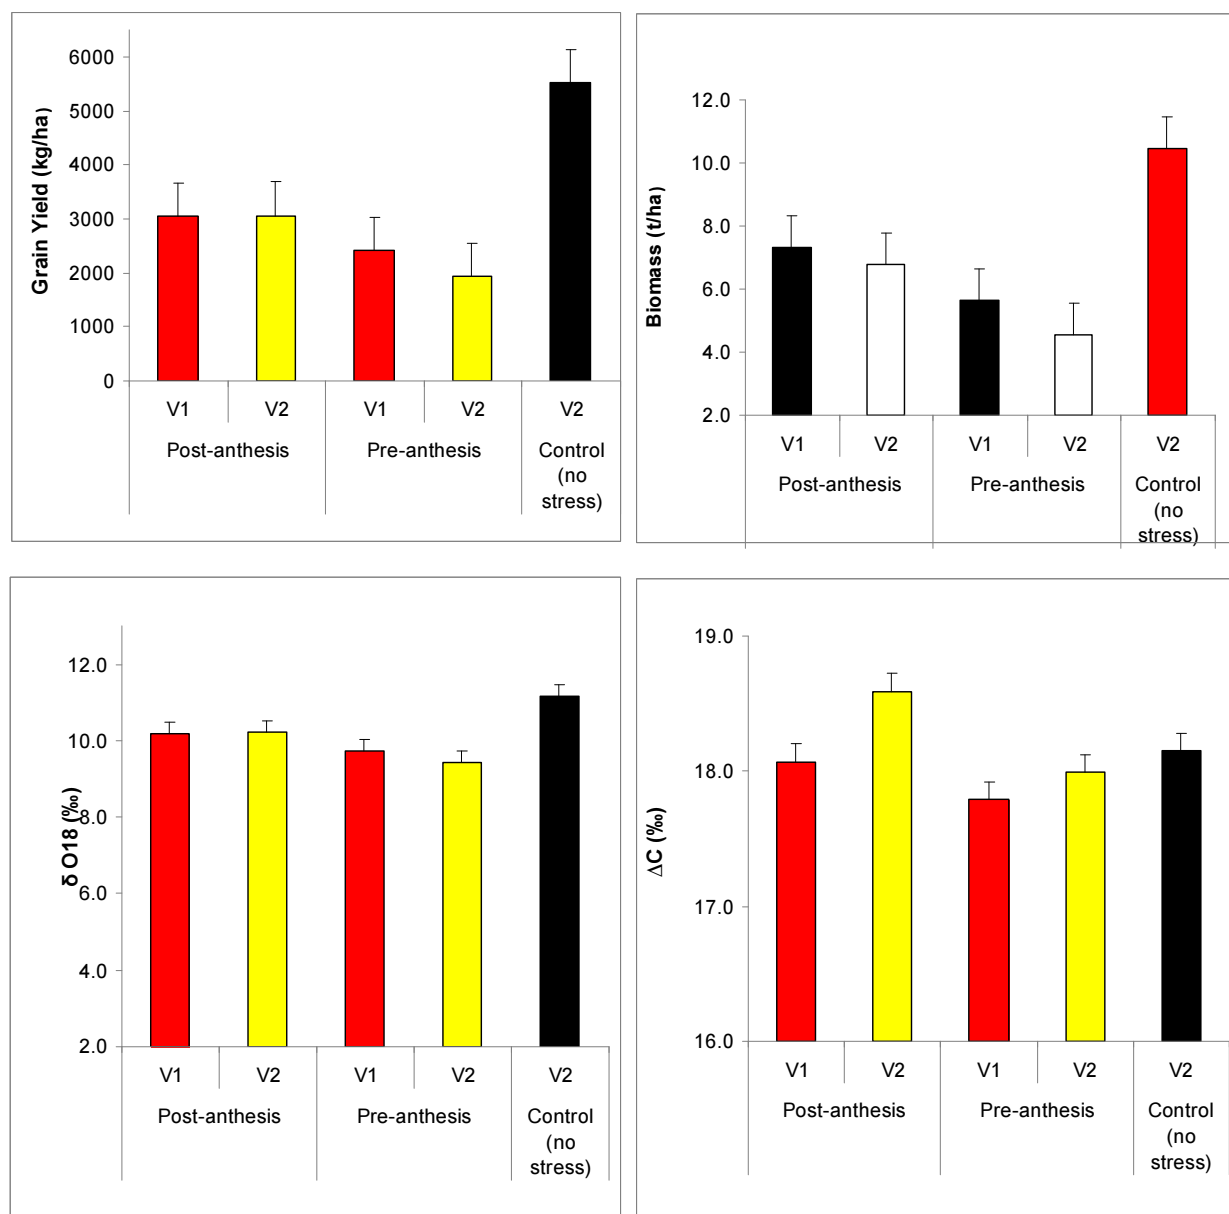 Grain Yield (kg/ha)
6000
5000
4000
3000
2000
1000
0
V1 V2 V1 V2 V2
Post-anthesis Pre-anthesis Control
(no
stress)
Biomass (t/ha)
12.0
10.0
8.0
6.0
4.0
2.0
V1 V2 V1 V2 V2
Post-anthesis Pre-anthesis Control
(no
stress)
δ O18 (‰)
12.0
10.0
8.0
6.0
4.0
2.0
V1 V2 V1 V2 V2
Post-anthesis Pre-anthesis Control
(no
stress)
ΔC (‰)
19.0
18.0
17.0
16.0
V1 V2 V1 V2 V2
Post-anthesis Pre-anthesis Control
(no
stress)